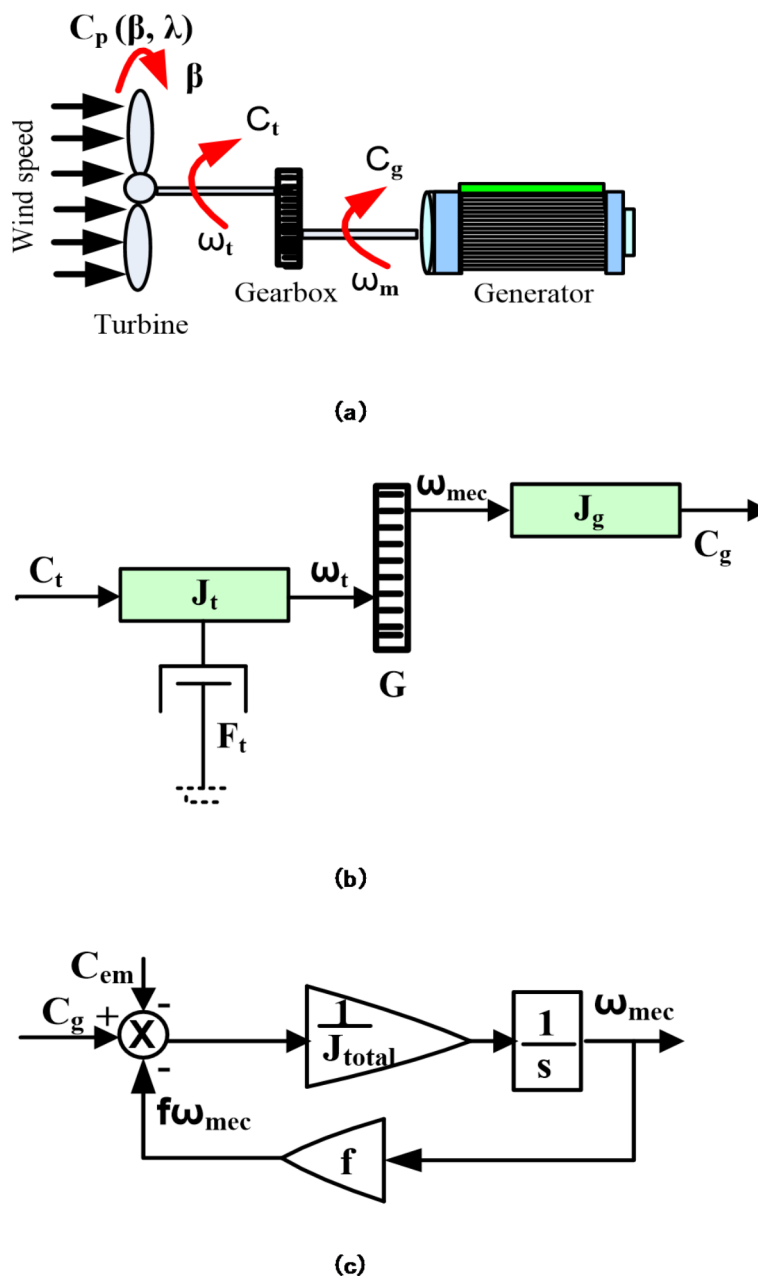 Cp (β, λ)
β
Wind speed
Ct
Cg
ωt
ωm
Gearbox
Generator
Turbine
(a)
ωmec
Jg
Cg
Ct
Jt
ωt
G
Ft
(b)
Cem
-
Cg +
X
-
1
Jtotal
1
s
ωmec
fωmec
f
(c)